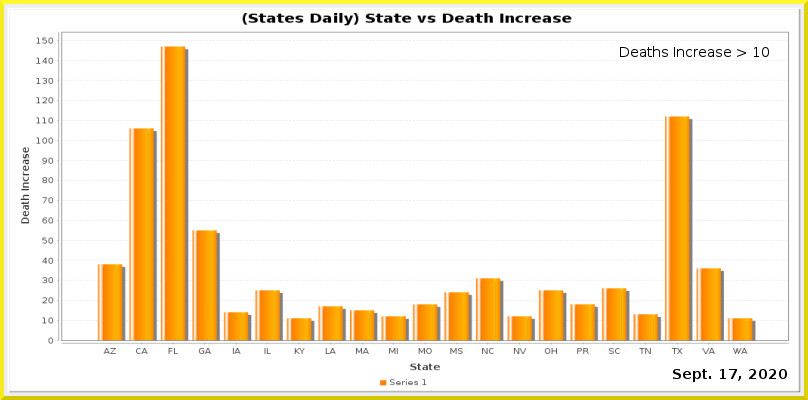 (States Daily) State vs Death Increase
Deaths Increase > 10
150
140
130
120
110
100
90
80
70
60
50
40
30
20
10
0
Death Increase
AZ CA FL GA IA IL KY LA MA MI MO MS NC NV OH PR SC TN TX VA WA
State
Sept. 17, 2020
Series 1